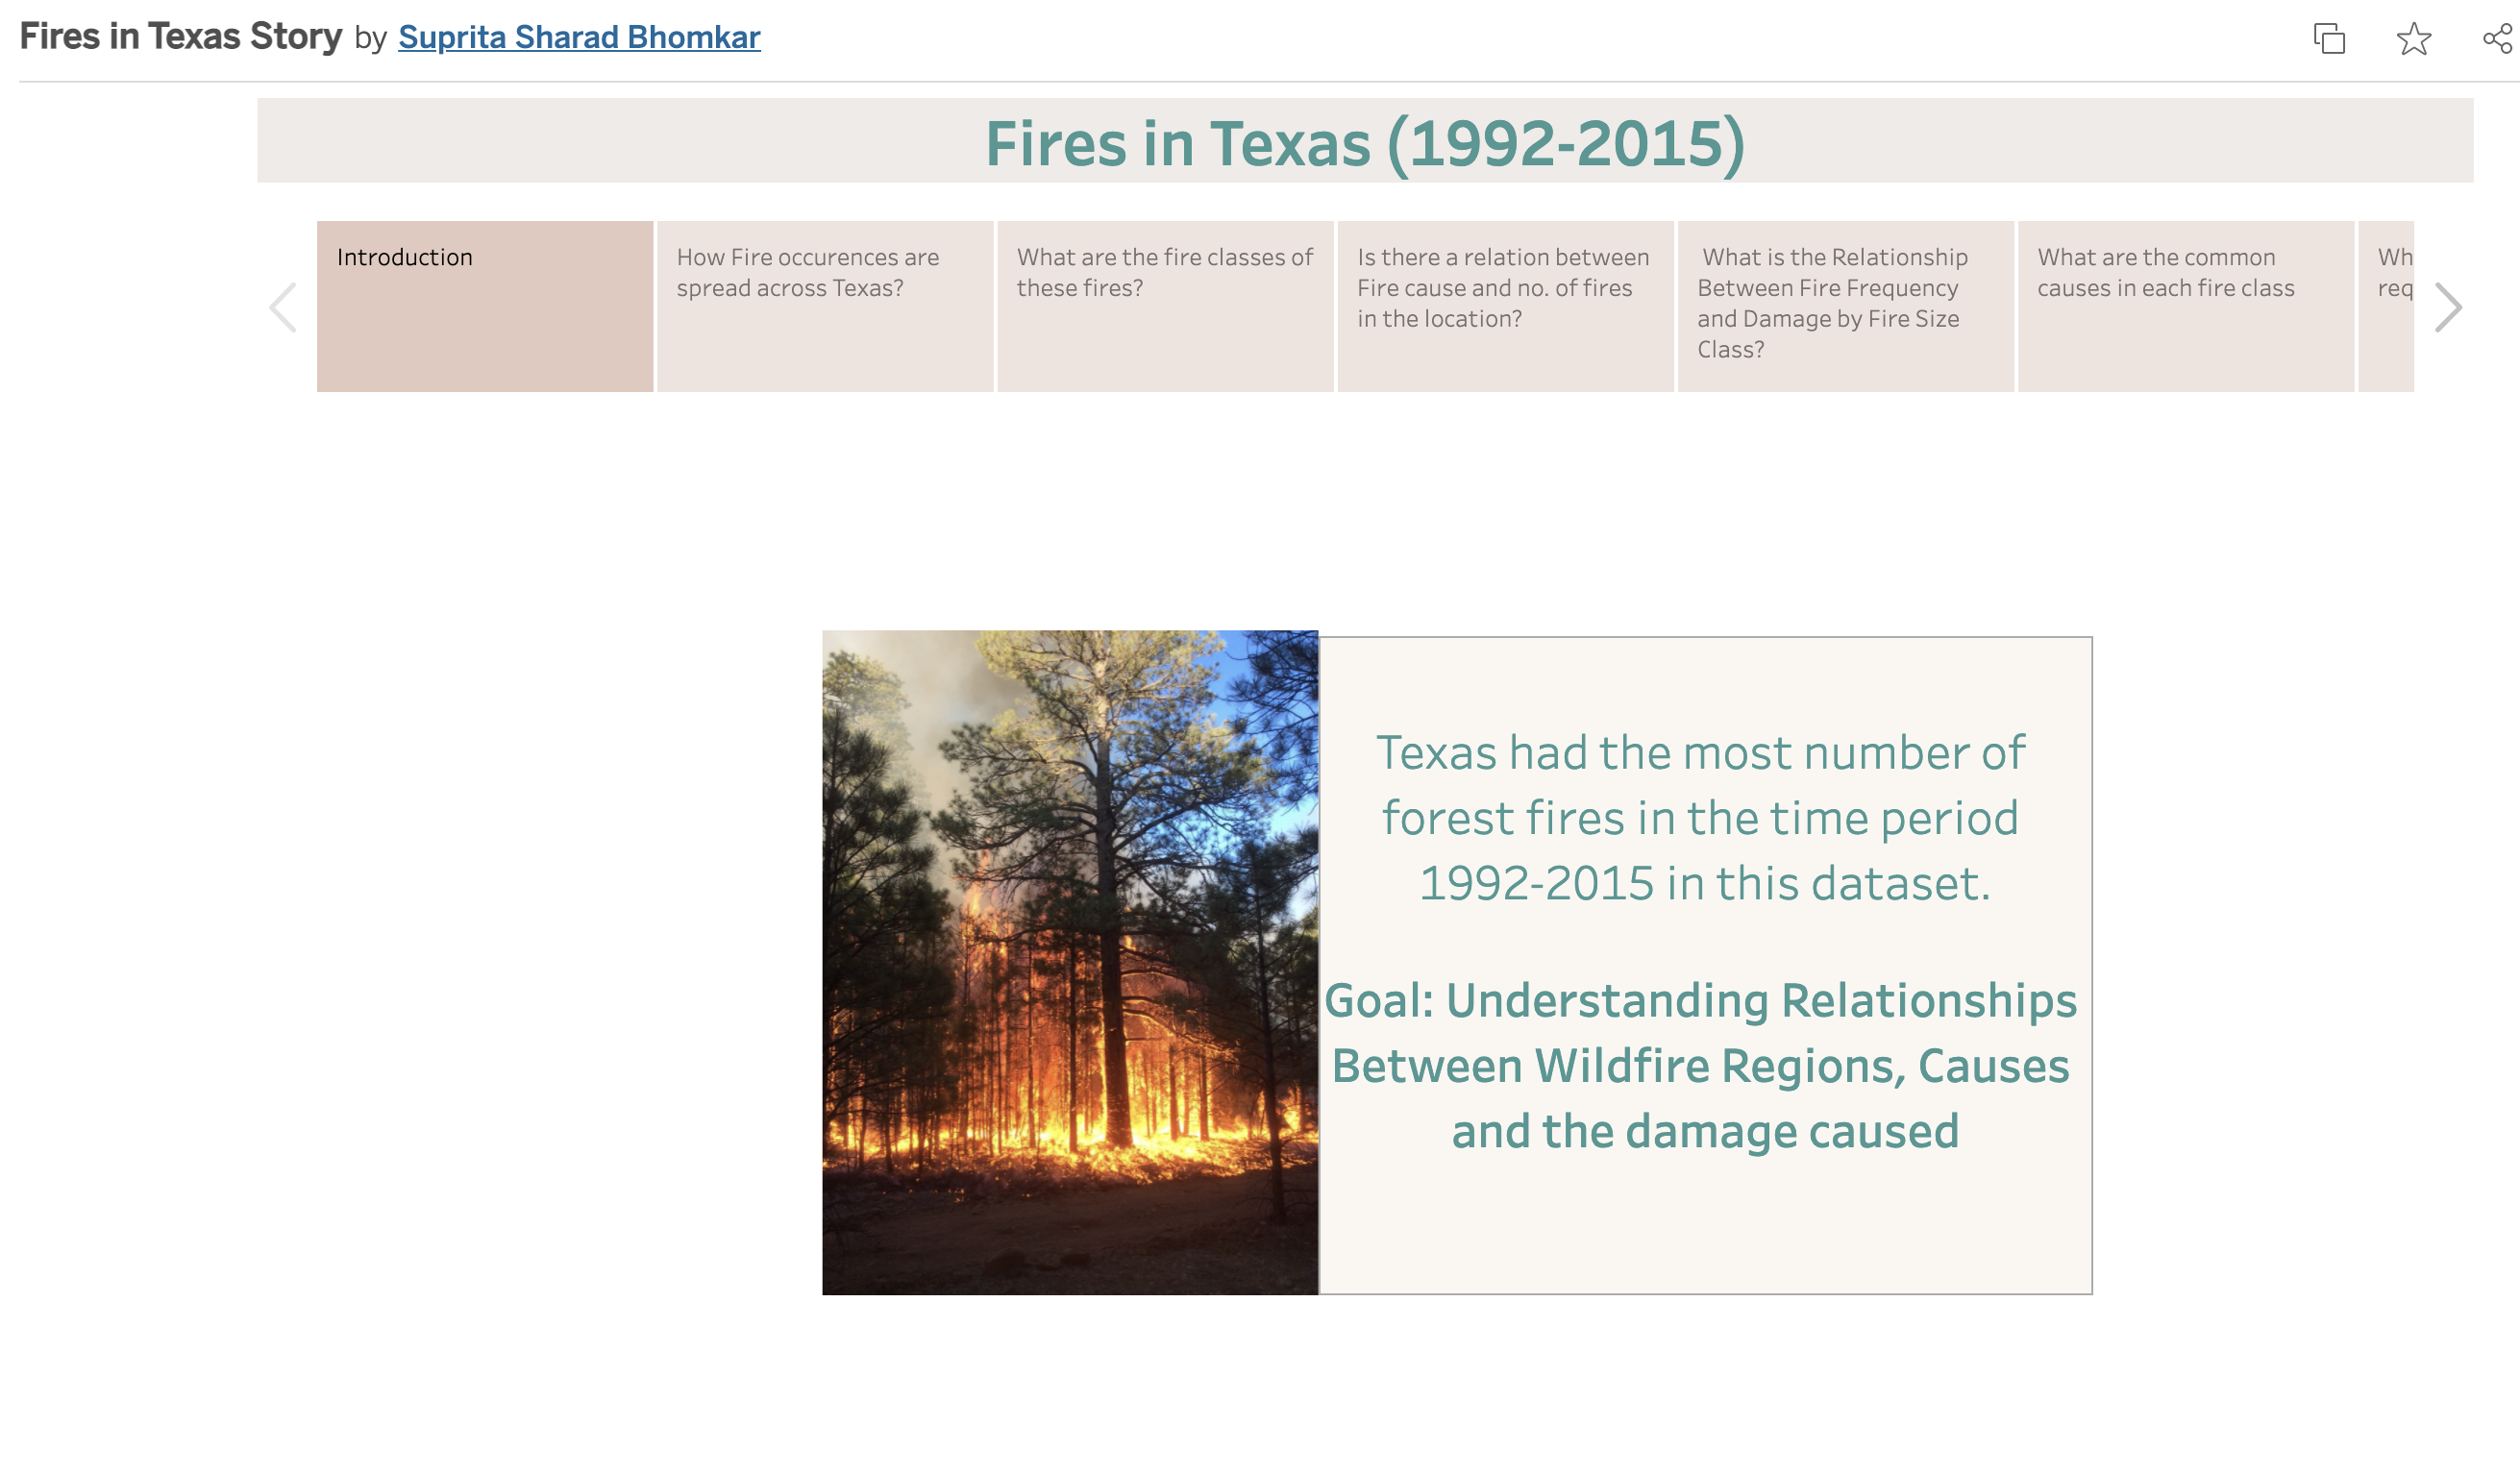 Fires in Texas Story by Suprita Sharad Bhomkar
Fires in Texas (1992-2015)
Introduction
How Fire occurences are
spread across Texas?
What are the fire classes of
these fires?
Is there a relation between
Fire cause and no. of fires
in the location?
What is the Relationship
Between Fire Frequency
and Damage by Fire Size
Class?
What are the common
causes in each fire class
Wh
req
Texas had the most number of
forest fires in the time period
1992-2015 in this dataset.
Goal: Understanding Relationships
Between Wildfire Regions, Causes
and the damage caused